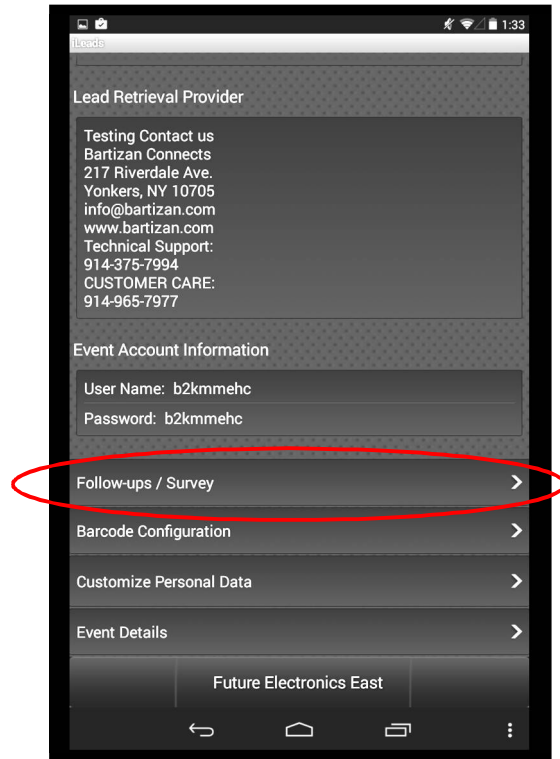 1:33
iLeads
Lead Retrieval Provider
Testing Contact us
Bartizan Connects
217 Riverdale Ave.
Yonkers, NY 10705
info@bartizan.com
www.bartizan.com
Technical Support:
914-375-7994
CUSTOMER CARE:
914-965-7977
Event Account Information
User Name: b2kmmehc
Password: b2kmmehc
Follow-ups / Survey
Barcode Configuration
Customize Personal Data
Event Details
Future Electronics East